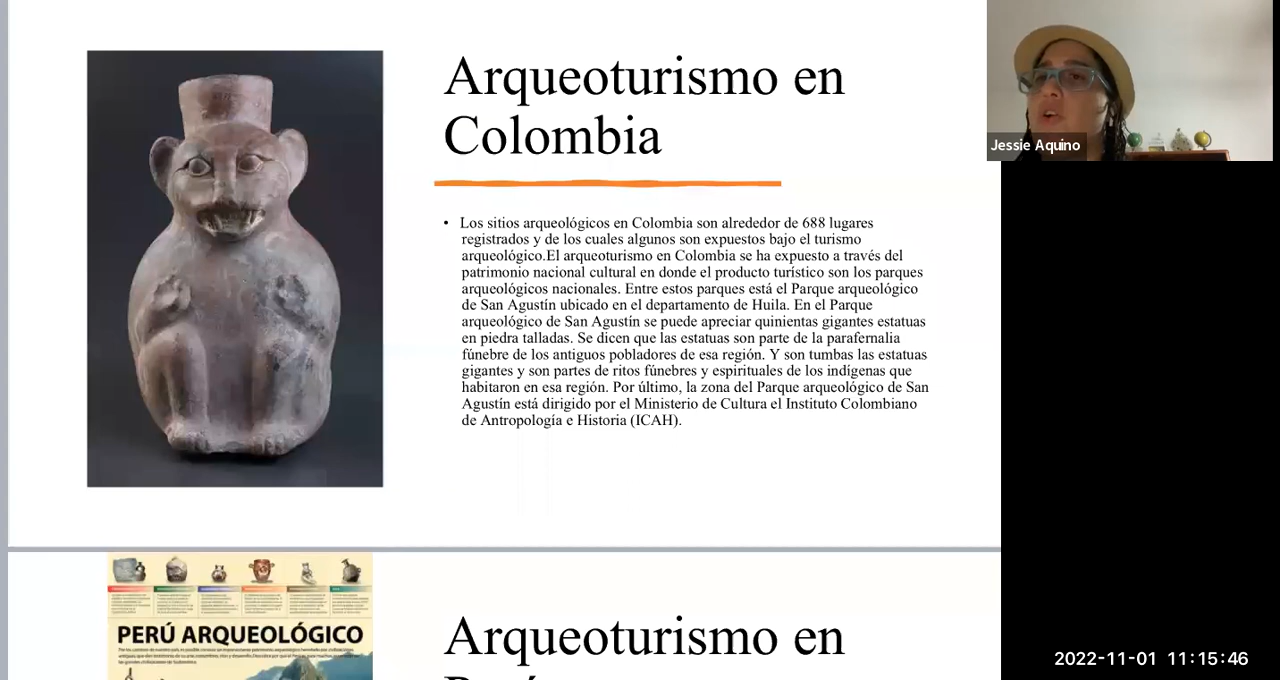 Arqueoturismo en
Colombia
• Los sitios arqueológicos en Colombia son alrededor de 688 lugares
registrados y de los cuales algunos son expuestos bajo el turismo
arqueológico.El arqueoturismo en Colombia se ha expuesto a través del
patrimonio nacional cultural en donde el producto turístico son los parques
arqueológicos nacionales. Entre estos parques está el Parque arqueológico
de San Agustín ubicado en el departamento de Huila. En el Parque
arqueológico de San Agustín se puede apreciar quinientas gigantes estatuas
en piedra talladas. Se dicen que las estatuas son parte de la parafernalia
fúnebre de los antiguos pobladores de esa región. Y son tumbas las estatuas
gigantes y son partes de ritos fúnebres y espirituales de los indígenas que
habitaron en esa región. Por último, la zona del Parque arqueológico de San
Agustín está dirigido por el Ministerio de Cultura el Instituto Colombiano
de Antropología e Historia (ICAH).
Jessie Aquino
PERÚ ARQUEOLÓGICO
Arqueoturismo en
2022-11-01 11:15:46